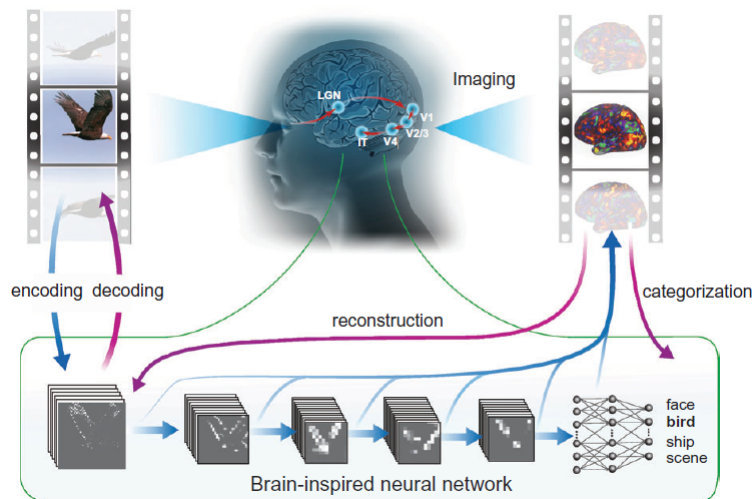 Imaging
LGN
V1
V2/3
V4
IT
encoding
decoding
reconstruction
categorization
face
bird
ship
scene
Brain-inspired neural network